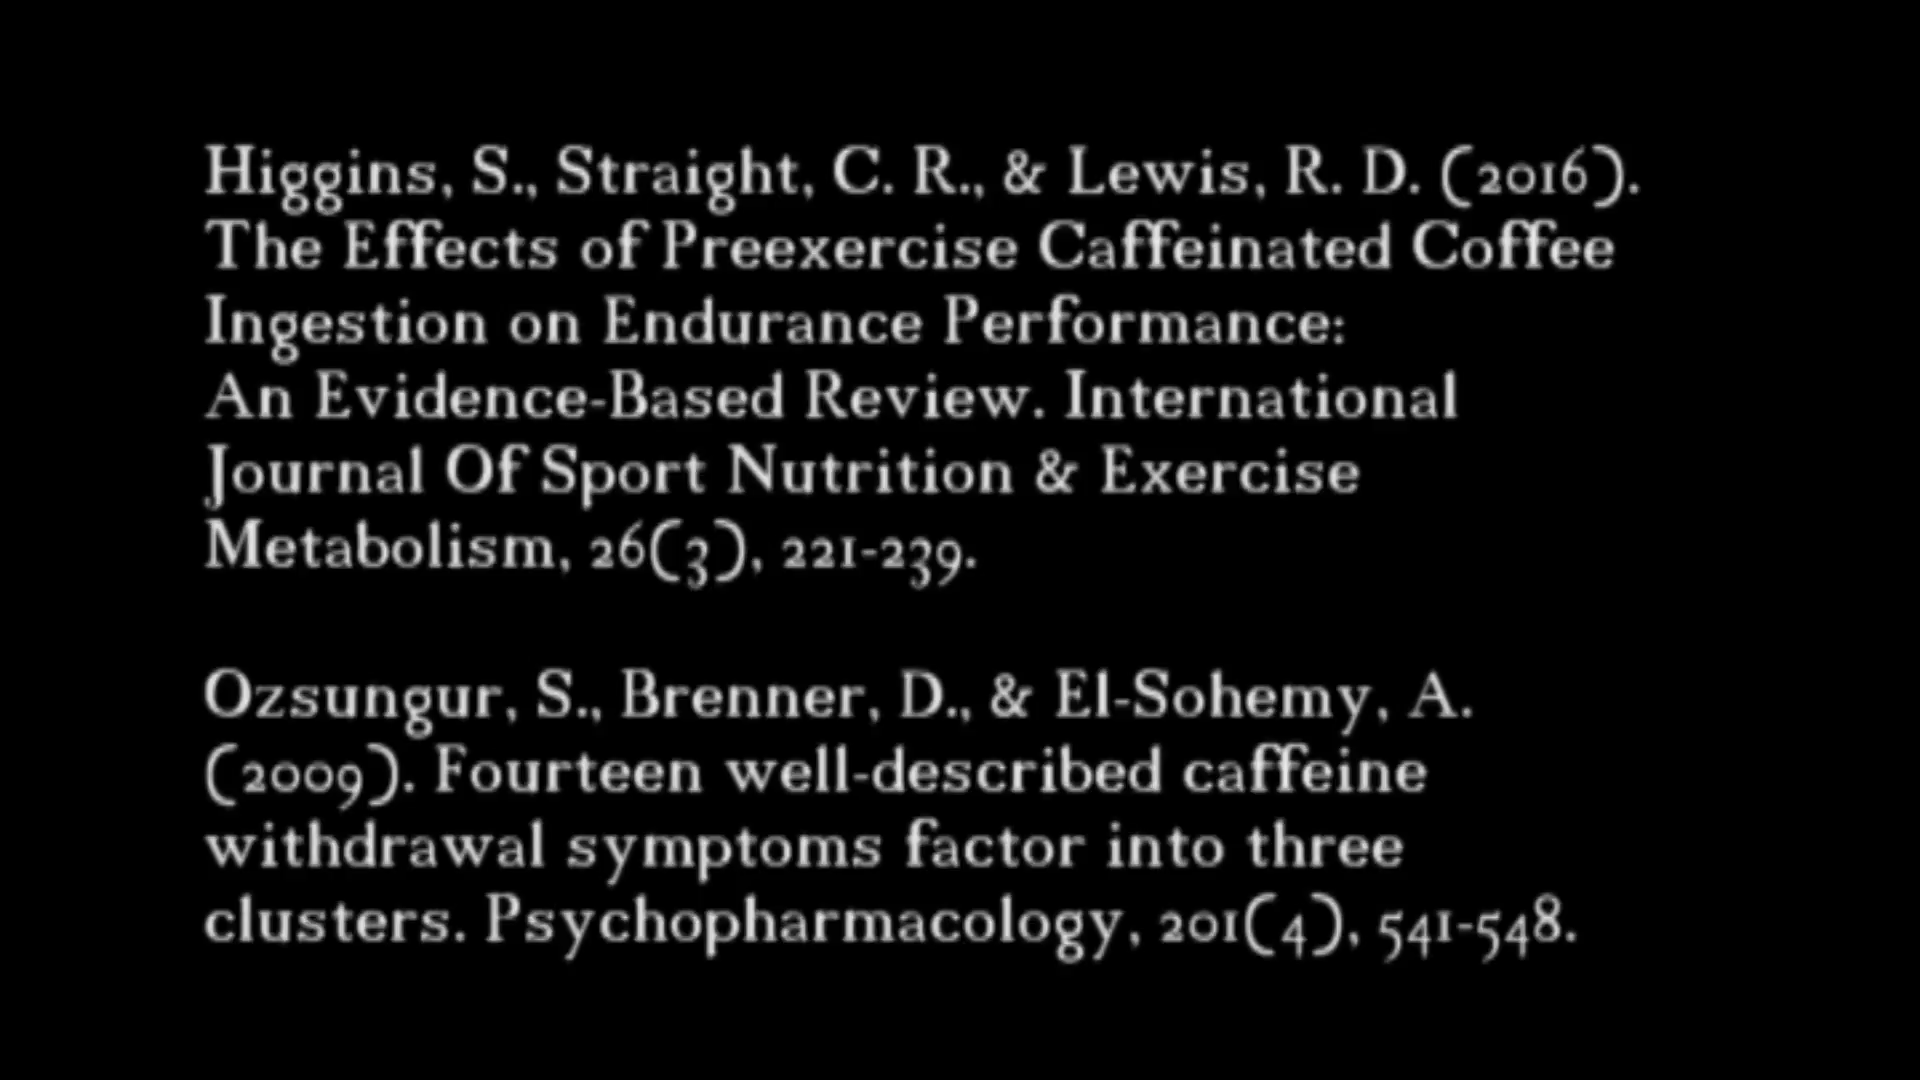 Higgins, S., Straight, C. R., & Lewis, R. D. (2016).
The Effects of Preexercise Caffeinated Coffee
Ingestion on Endurance Performance:
An Evidence-Based Review. International
Journal Of Sport Nutrition & Exercise
Metabolism, 26(3), 221-239.
Ozsungur, S., Brenner, D., & El-Sohemy, A.
(2009). Fourteen well-described caffeine
withdrawal symptoms factor into three
clusters. Psychopharmacology, 201(4), 541-548.